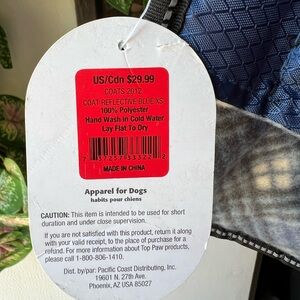 US/Cdn $29.99
COATS 2012
COAT REFLECTIVE BLUE XS
100% Polyester
Hand Wash in Cold Water
Lay Flat To Dry
MADE IN CHINA
Apparel for Dogs
habits pour chiens
CAUTION: This item is intended to be used for short
duration and under close supervision.
If you are not satisfied with this product, return it along
with your valid receipt, to the place of purchase for a
refund. For more information about Top Paw products,
please call 1-800-806-1410.
Dist. by/par: Pacific Coast Distributing, Inc.
19601 N. 27th Ave.
Phoenix, AZ USA 85027